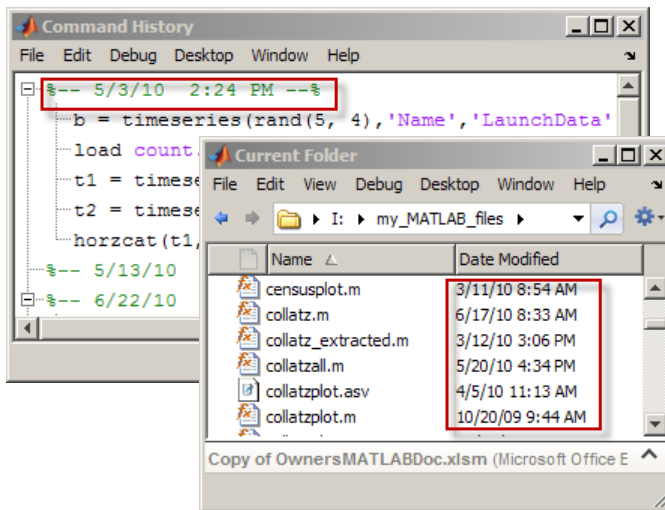 Command History
File Edit Debug Desktop Window Help
%-- 5/3/10 2:24 PM --%
b = timeseries(rand(5, 4),'Name','LaunchData'
load count.
t1 = timese
t2 = timese
horzcat(t1,
%-- 5/13/10
%-- 6/22/10
Current Folder
File Edit View Debug Desktop Window Help
I: my_MATLAB_files
Name Date Modified
censusplot.m 3/11/10 8:54 AM
collatz.m 6/17/10 8:33 AM
collatz_extracted.m 3/12/10 3:06 PM
collatzall.m 5/20/10 4:34 PM
collatzplot.asv 4/5/10 11:13 AM
collatzplot.m 10/20/09 9:44 AM
Copy of OwnersMATLABDoc.xlsm (Microsoft Office E